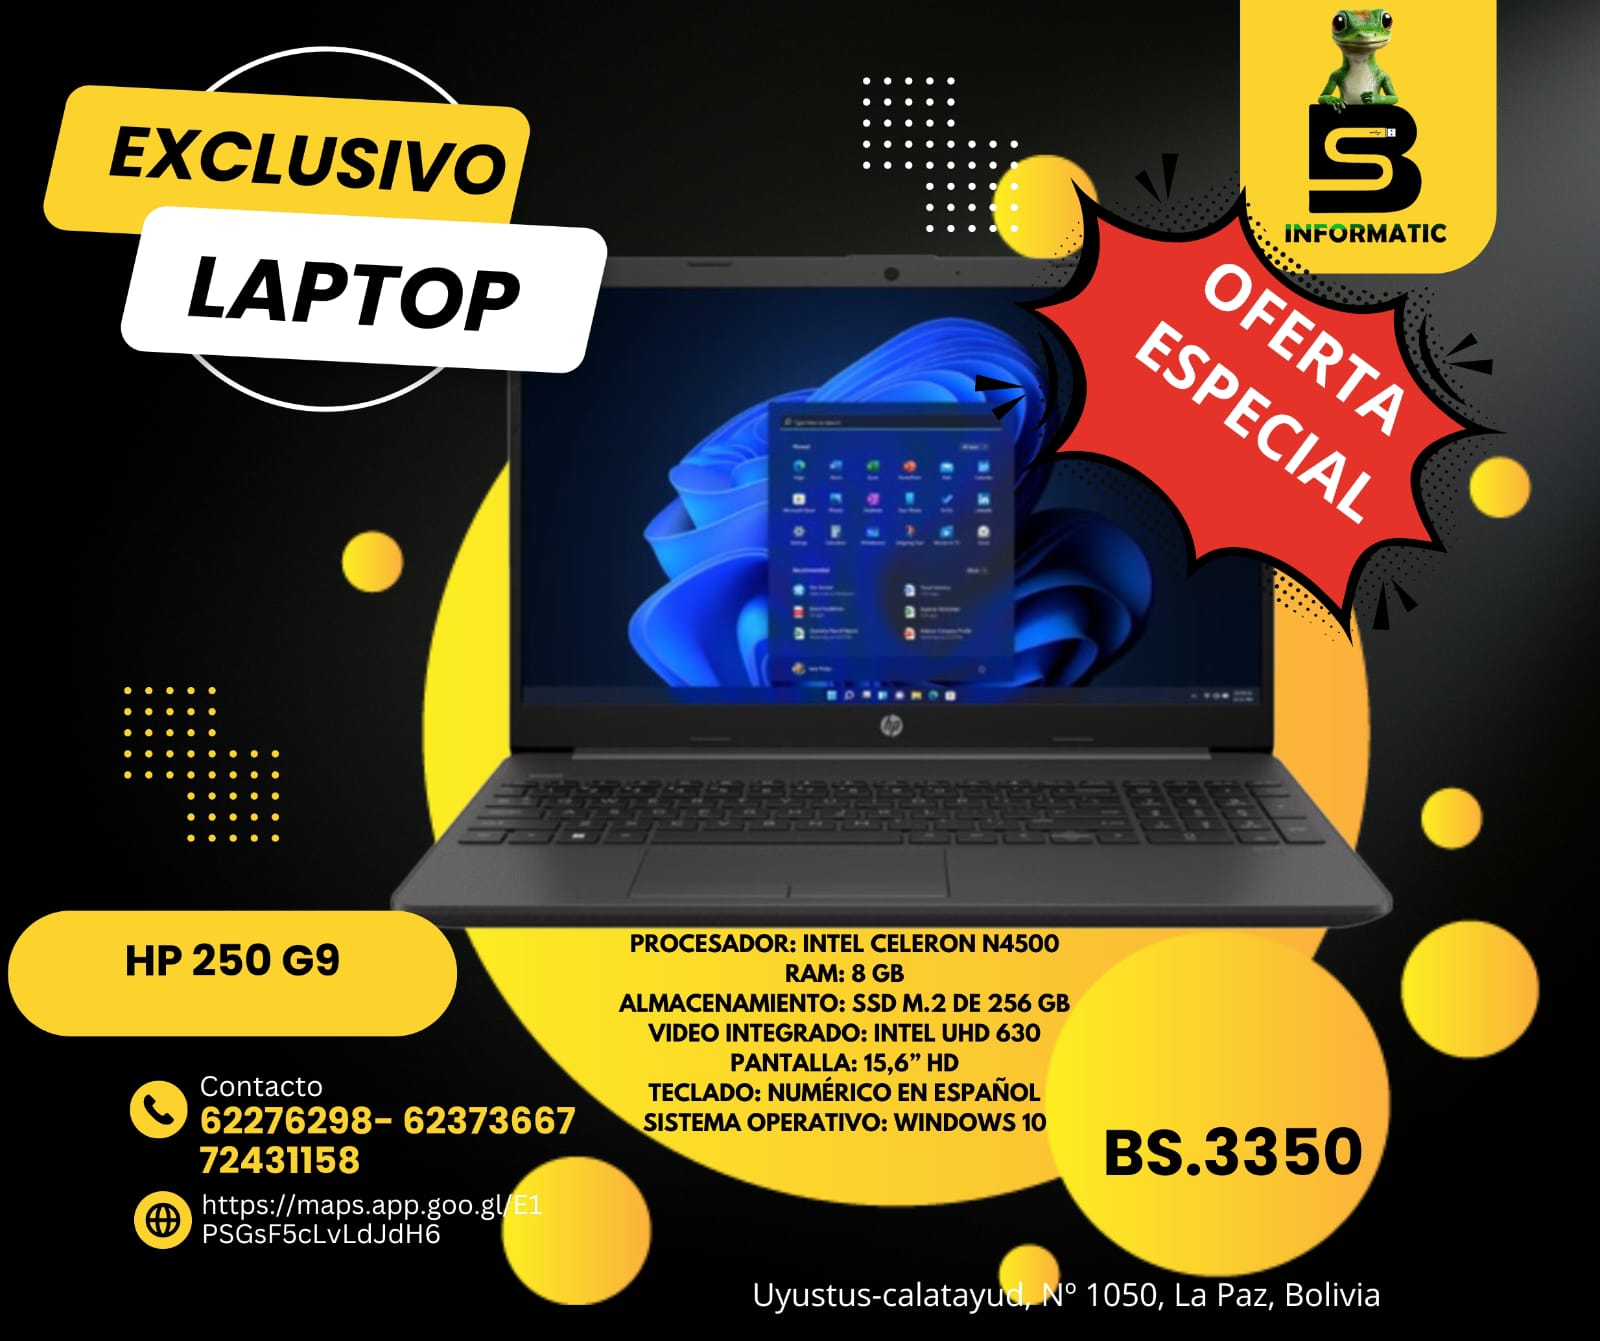 EXCLUSIVO
LAPTOP
INFORMATIC
OFERTA
ESPECIAL
HP 250 G9
PROCESADOR: INTEL CELERON N4500
RAM: 8 GB
ALMACENAMIENTO: SSD M.2 DE 256 GB
VIDEO INTEGRADO: INTEL UHD 630
PANTALLA: 15,6” HD
TECLADO: NUMÉRICO EN ESPAÑOL
SISTEMA OPERATIVO: WINDOWS 10
BS.3350
Contacto
62276298- 62373667
72431158
https://maps.app.goo.gl/E1
PSGsF5cLvLdJdH6
Uyustus-calatayud, Nº 1050, La Paz, Bolivia